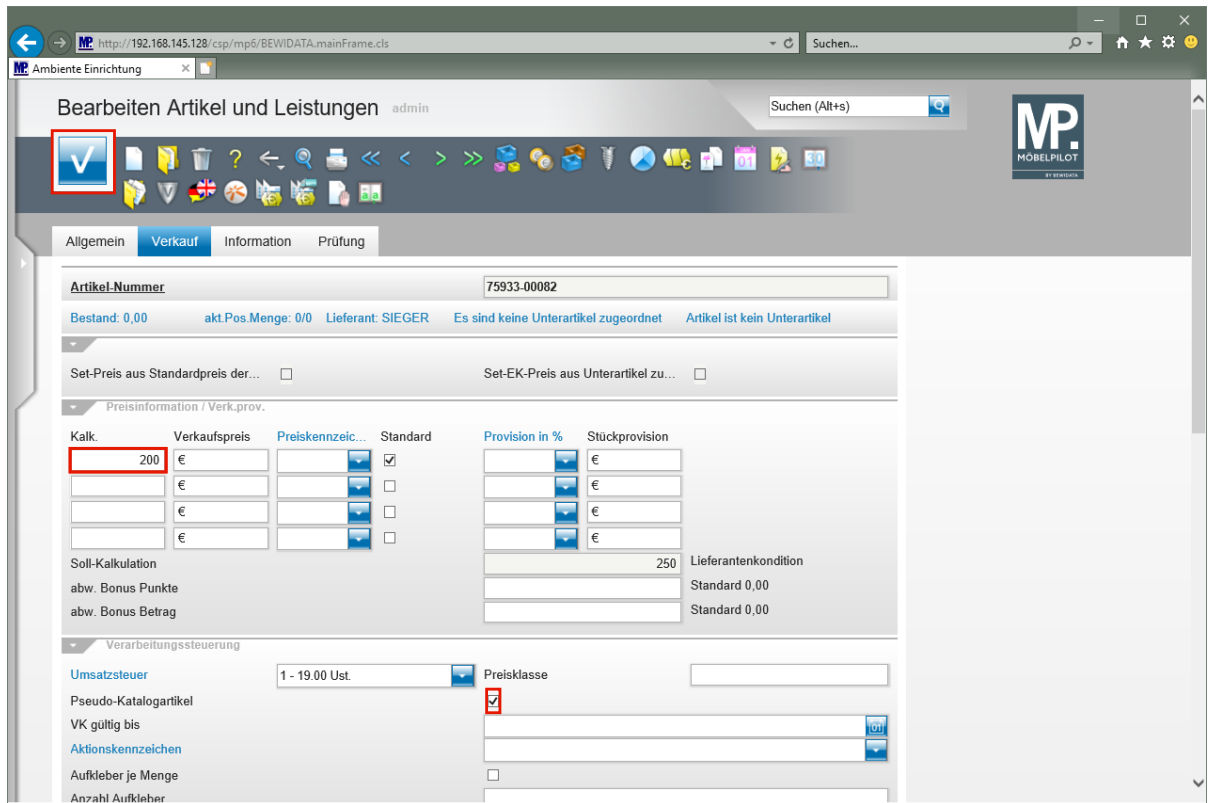 http://192.168.145.128/csp/mp6/BEWIDATA.mainFrame.cls
Suchen...
MP. Ambiente Einrichtung
Bearbeiten Artikel und Leistungen admin
Suchen (Alt+s)
MP.
MÖBELPILOT
BY BEWIDATA
01
30
a a
Allgemein Verkauf Information Prüfung
Artikel-Nummer 75933-00082
Bestand: 0,00 akt.Pos.Menge: 0/0 Lieferant: SIEGER Es sind keine Unterartikel zugeordnet Artikel ist kein Unterartikel
Set-Preis aus Standardpreis der... Set-EK-Preis aus Unterartikel zu...
Preisinformation / Verk.prov.
Kalk. Verkaufspreis Preiskennzeic... Standard Provision in % Stückprovision
200 € €
€ €
€ €
€ €
Soll-Kalkulation 250 Lieferantenkondition
abw. Bonus Punkte Standard 0,00
abw. Bonus Betrag Standard 0,00
Verarbeitungssteuerung
Umsatzsteuer 1 - 19.00 Ust. Preisklasse
Pseudo-Katalogartikel
VK gültig bis 01
Aktionskennzeichen
Aufkleber je Menge
Anzahl Aufkleber